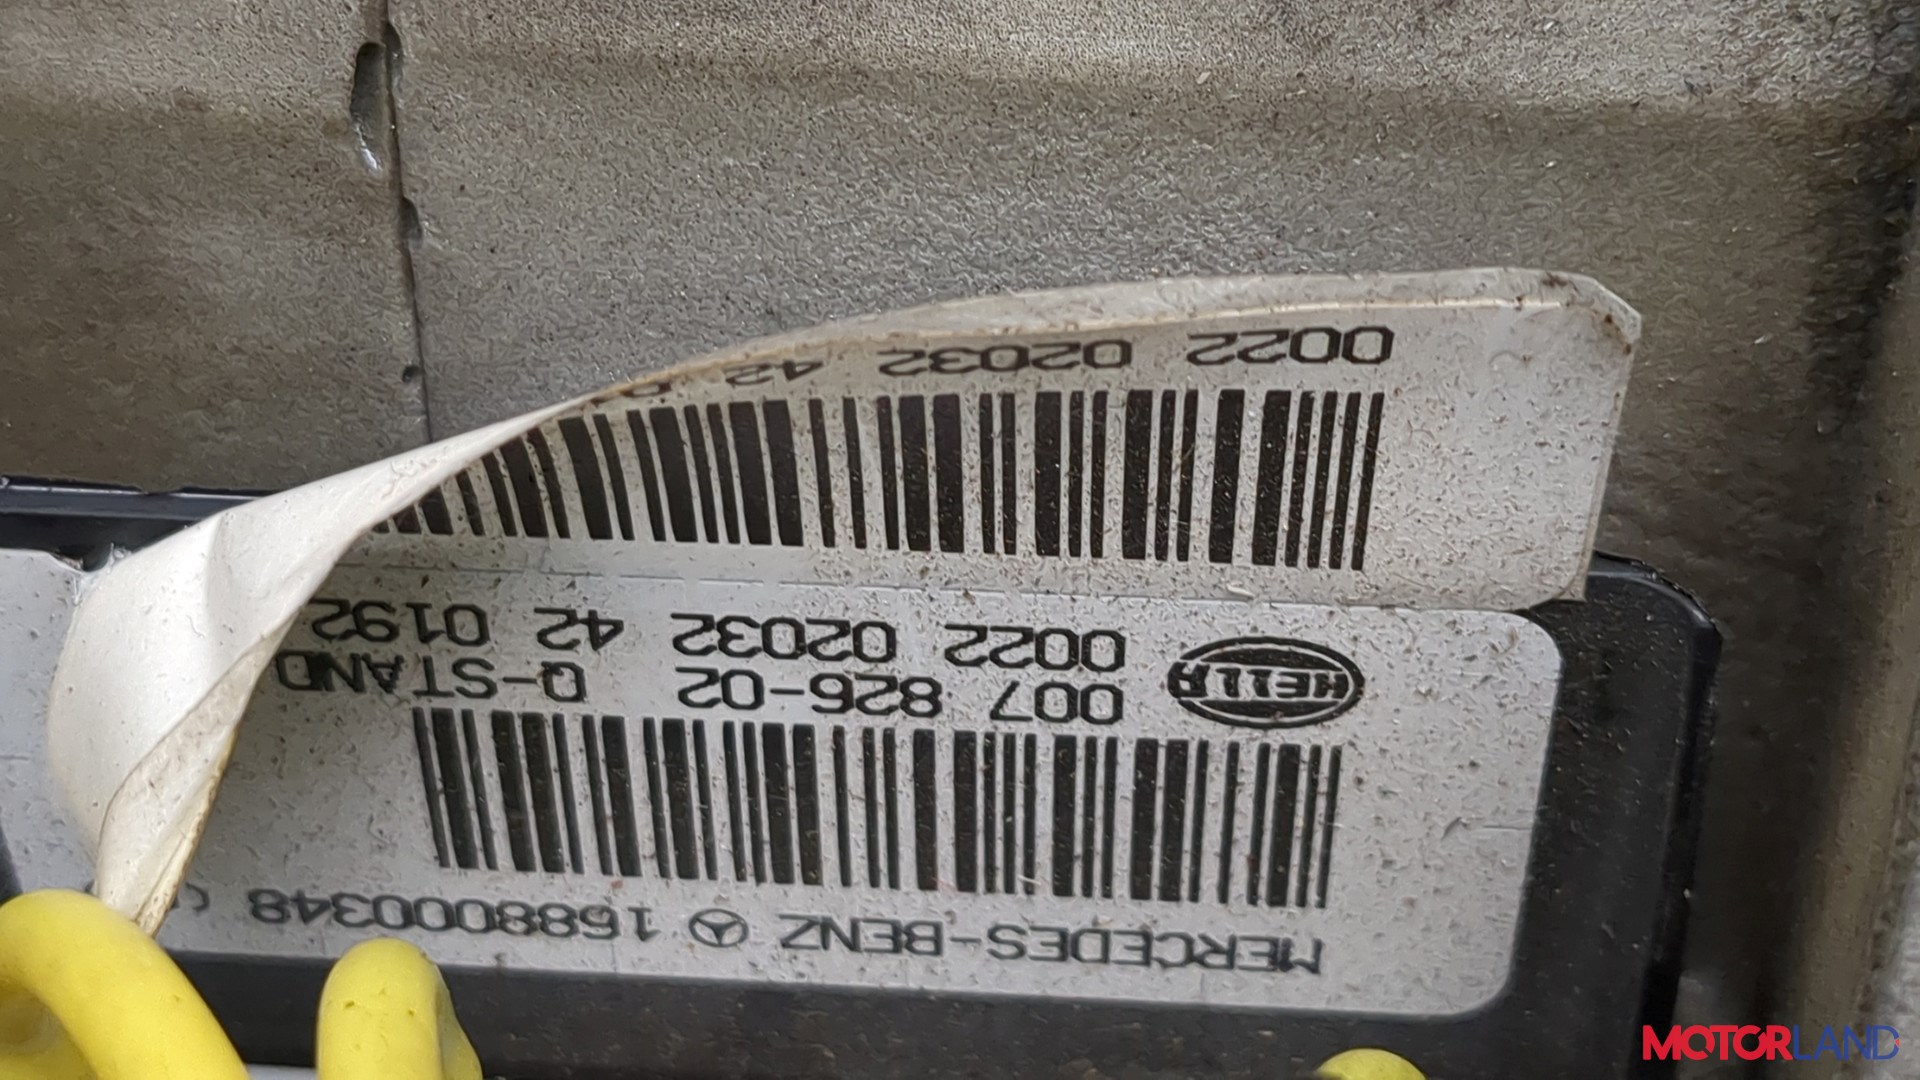 MERCEDES-BENZ 1688000348 (
HELLA
007 826-02 Q-STAND
0022 02032 42 0192
0022 02032 42 0
MOTORLAND